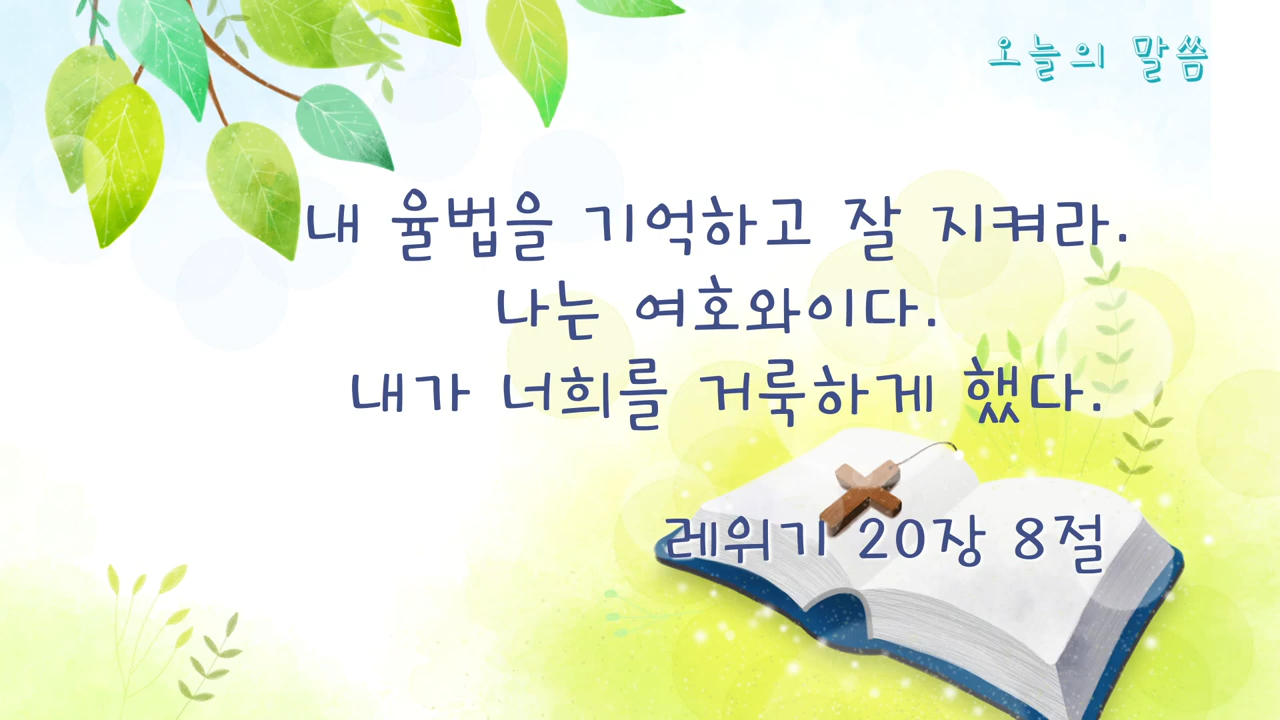 오늘의 말씀
내 율법을 기억하고 잘 지켜라.
나는 여호와이다.
내가 너희를 거룩하게 했다.
레위기 20장 8절